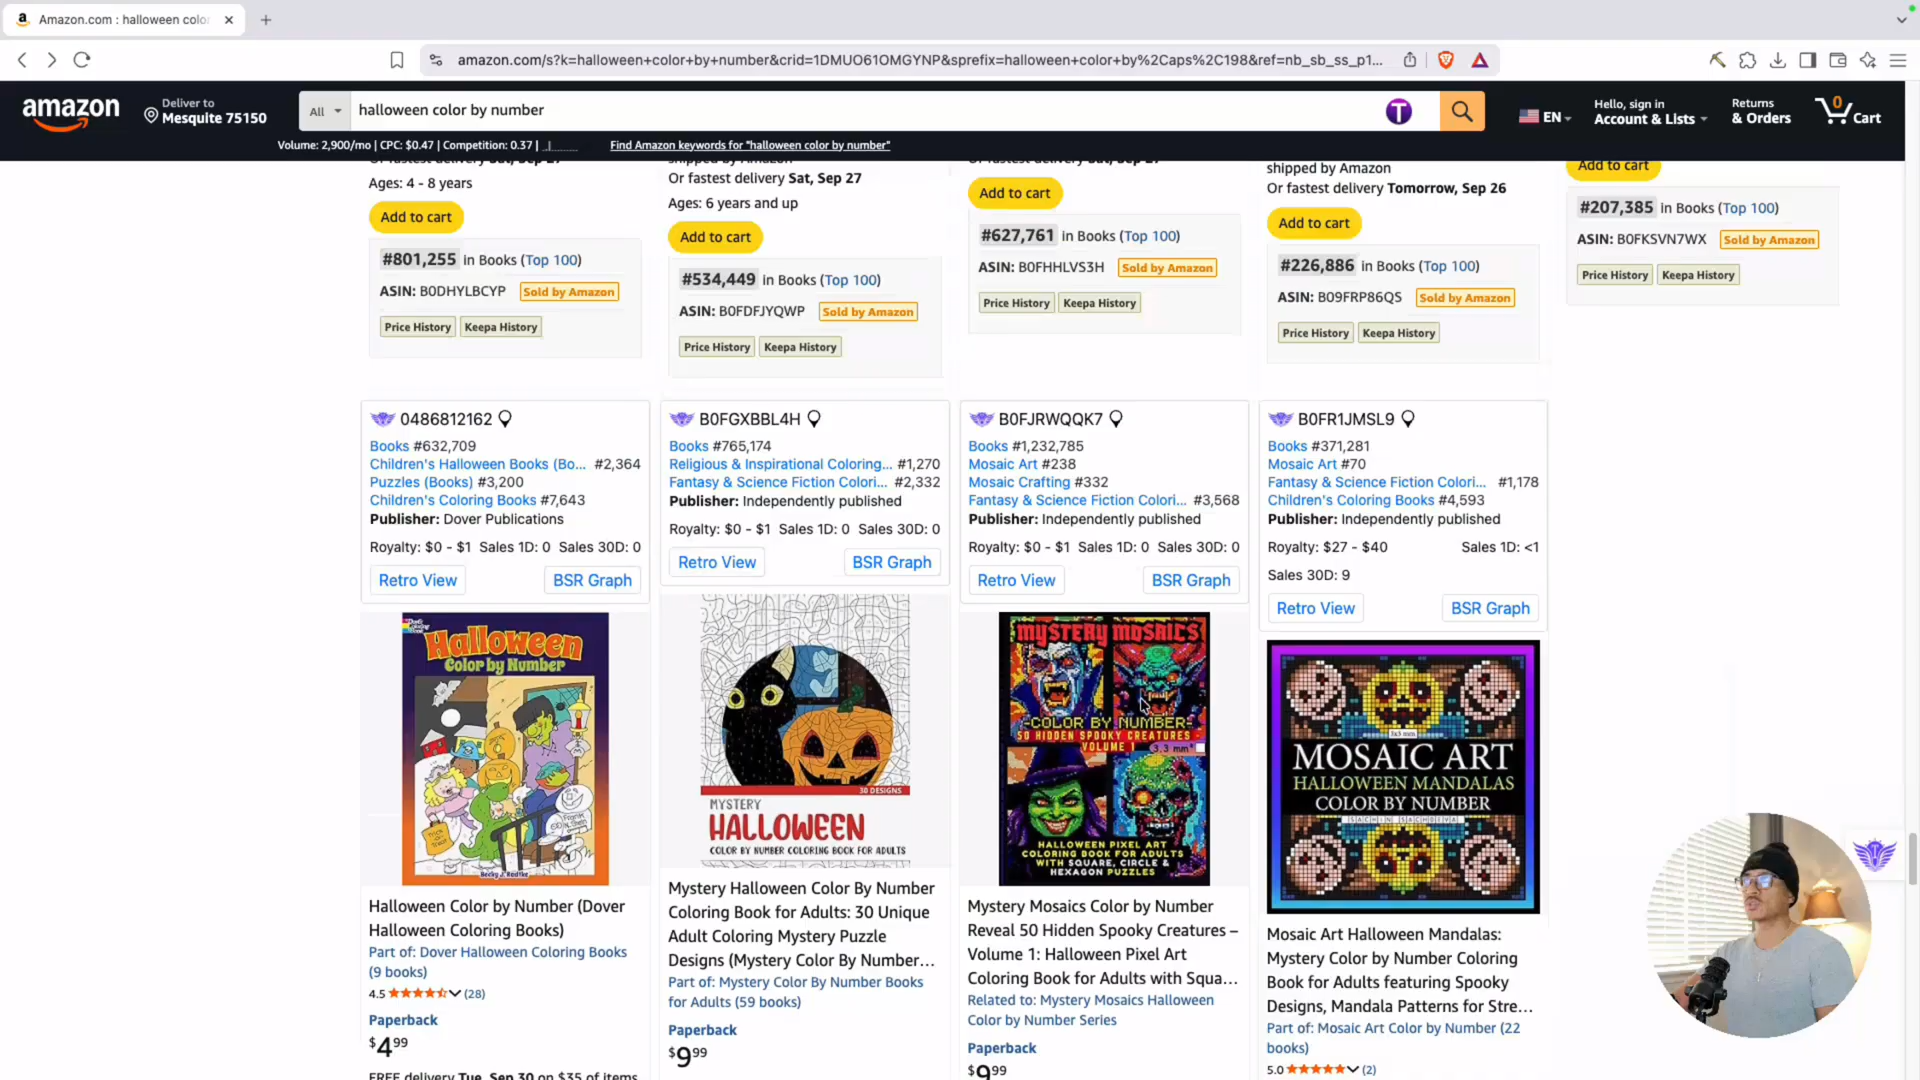 Amazon.com : halloween colo
amazon.com/s?k=halloween+color+by+number&crid=1DMUO61OMGYNP&sprefix=halloween+color+by%2Caps%2C198&ref=nb_sb_ss_p1...
amazon
Deliver to
Mesquite 75150
All
halloween color by number
T
EN
Hello, sign in
Account & Lists
Returns
& Orders
0
Cart
Volume: 2,900/mo | CPC: $0.47 | Competition: 0.37 |
Find Amazon keywords for "halloween color by number"
Or fastest delivery Sat, Sep 27
Ages: 4 - 8 years
Add to cart
#801,255 in Books (Top 100)
ASIN: B0DHYLBCYP Sold by Amazon
Price History Keepa History
shipped by Amazon
Or fastest delivery Sat, Sep 27
Ages: 6 years and up
Add to cart
#534,449 in Books (Top 100)
ASIN: B0FDFJYQWP Sold by Amazon
Price History Keepa History
Or fastest delivery Sat, Sep 27
Add to cart
#627,761 in Books (Top 100)
ASIN: B0FHHLVS3H Sold by Amazon
Price History Keepa History
shipped by Amazon
Or fastest delivery Tomorrow, Sep 26
Add to cart
#226,886 in Books (Top 100)
ASIN: B09FRP86QS Sold by Amazon
Price History Keepa History
Add to cart
#207,385 in Books (Top 100)
ASIN: B0FKSVN7WX Sold by Amazon
Price History Keepa History
0486812162
Books #632,709
Children's Halloween Books (Bo... #2,364
Puzzles (Books) #3,200
Children's Coloring Books #7,643
Publisher: Dover Publications
Royalty: $0 - $1 Sales 1D: 0 Sales 30D: 0
Retro View BSR Graph
Halloween
Color by Number
Becky J. Radtke
Halloween Color by Number (Dover
Halloween Coloring Books)
Part of: Dover Halloween Coloring Books
(9 books)
4.5 (28)
Paperback
$4.99
FREE delivery Tue, Sep 30 on $35 of items
B0FGXBBL4H
Books #765,174
Religious & Inspirational Coloring... #1,270
Fantasy & Science Fiction Colori... #2,332
Publisher: Independently published
Royalty: $0 - $1 Sales 1D: 0 Sales 30D: 0
Retro View BSR Graph
30 DESIGNS
MYSTERY
HALLOWEEN
COLOR BY NUMBER COLORING BOOK FOR ADULTS
Mystery Halloween Color By Number
Coloring Book for Adults: 30 Unique
Adult Coloring Mystery Puzzle
Designs (Mystery Color By Number...
Part of: Mystery Color By Number Books
for Adults (59 books)
Paperback
$9.99
B0FJRWQQK7
Books #1,232,785
Mosaic Art #238
Mosaic Crafting #332
Fantasy & Science Fiction Colori... #3,568
Publisher: Independently published
Royalty: $0 - $1 Sales 1D: 0 Sales 30D: 0
Retro View BSR Graph
MYSTERY MOSAICS
-COLOR BY NUMBER-
50 HIDDEN SPOOKY CREATURES
VOLUME 1 3.3 mm
HALLOWEEN PIXEL ART
COLORING BOOK FOR ADULTS
WITH SQUARE, CIRCLE &
HEXAGON PUZZLES
Mystery Mosaics Color by Number
Reveal 50 Hidden Spooky Creatures –
Volume 1: Halloween Pixel Art
Coloring Book for Adults with Squa...
Related to: Mystery Mosaics Halloween
Color by Number Series
Paperback
$9.99
B0FR1JMSL9
Books #371,281
Mosaic Art #70
Fantasy & Science Fiction Colori... #1,178
Children's Coloring Books #4,593
Publisher: Independently published
Royalty: $27 - $40 Sales 1D: <1
Sales 30D: 9
Retro View BSR Graph
MOSAIC ART
HALLOWEEN MANDALAS
COLOR BY NUMBER
SACHIN SACHDEVA
Mosaic Art Halloween Mandalas:
Mystery Color by Number Coloring
Book for Adults featuring Spooky
Designs, Mandala Patterns for Stre...
Part of: Mosaic Art Color by Number (22
books)
5.0 (2)